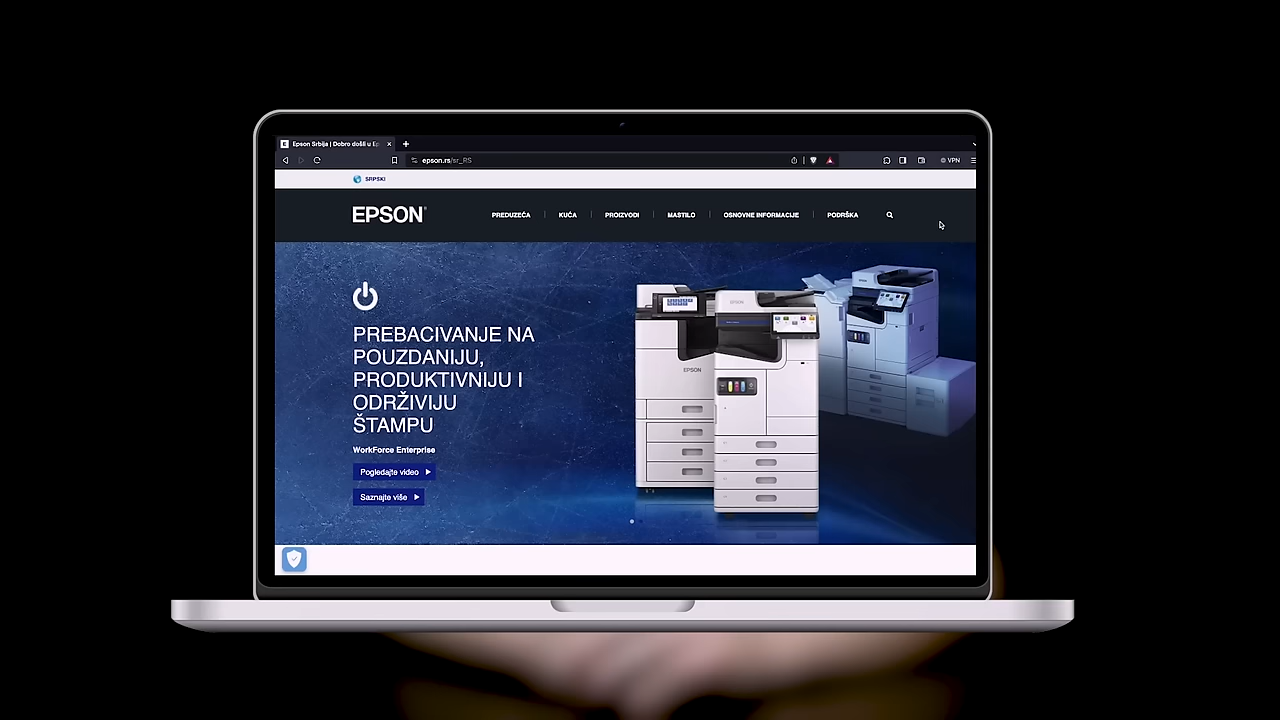 Epson Srbija | Dobro došli u Ep
epson.rs/sr_RS
VPN
SRPSKI
EPSON
PREDUZEĆA
KUĆA
PROIZVODI
MASTILO
OSNOVNE INFORMACIJE
PODRŠKA
PREBACIVANJE NA
POUZDANIJU,
PRODUKTIVNIJU I
ODRŽIVIJU
ŠTAMPU
WorkForce Enterprise
Pogledajte video
Saznajte više
EPSON
EPSON